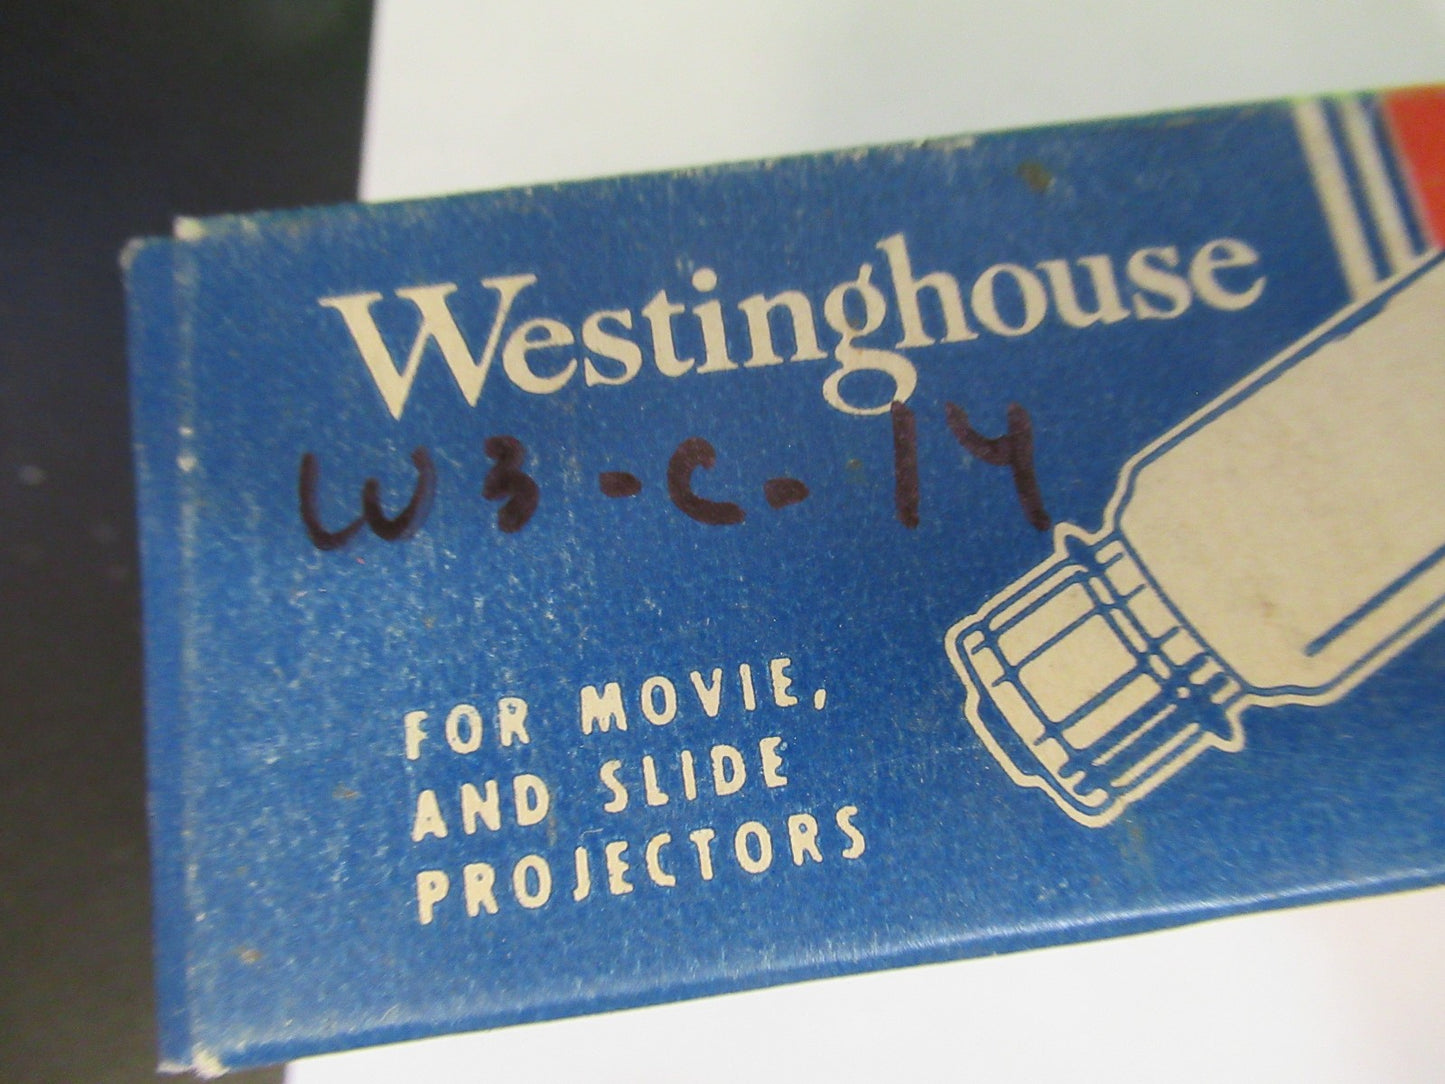 Westinghouse
W3-C-14
FOR MOVIE,
AND SLIDE
PROJECTORS